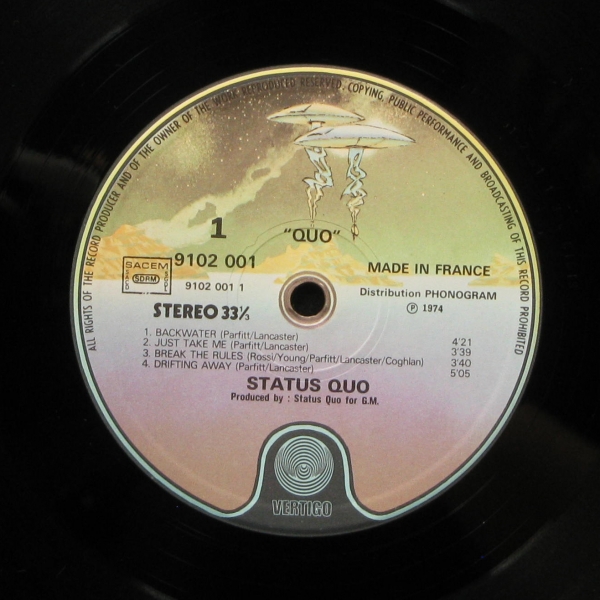 ALL RIGHTS OF THE RECORD PRODUCER AND OF THE OWNER OF THE WORK REPRODUCED RESERVED. COPYING, PUBLIC PERFORMANCE AND BROADCASTING OF THIS RECORD PROHIBITED
1
"QUO"
SACEM
SDRM
9102 001
9102 001 1
MADE IN FRANCE
Distribution PHONOGRAM
STEREO 33⅓
℗ 1974
1. BACKWATER (Parfitt/Lancaster) 4'21
2. JUST TAKE ME (Parfitt/Lancaster) 3'39
3. BREAK THE RULES (Rossi/Young/Parfitt/Lancaster/Coghlan) 3'40
4. DRIFTING AWAY (Parfitt/Lancaster) 5'05
STATUS QUO
Produced by : Status Quo for G.M.
VERTIGO